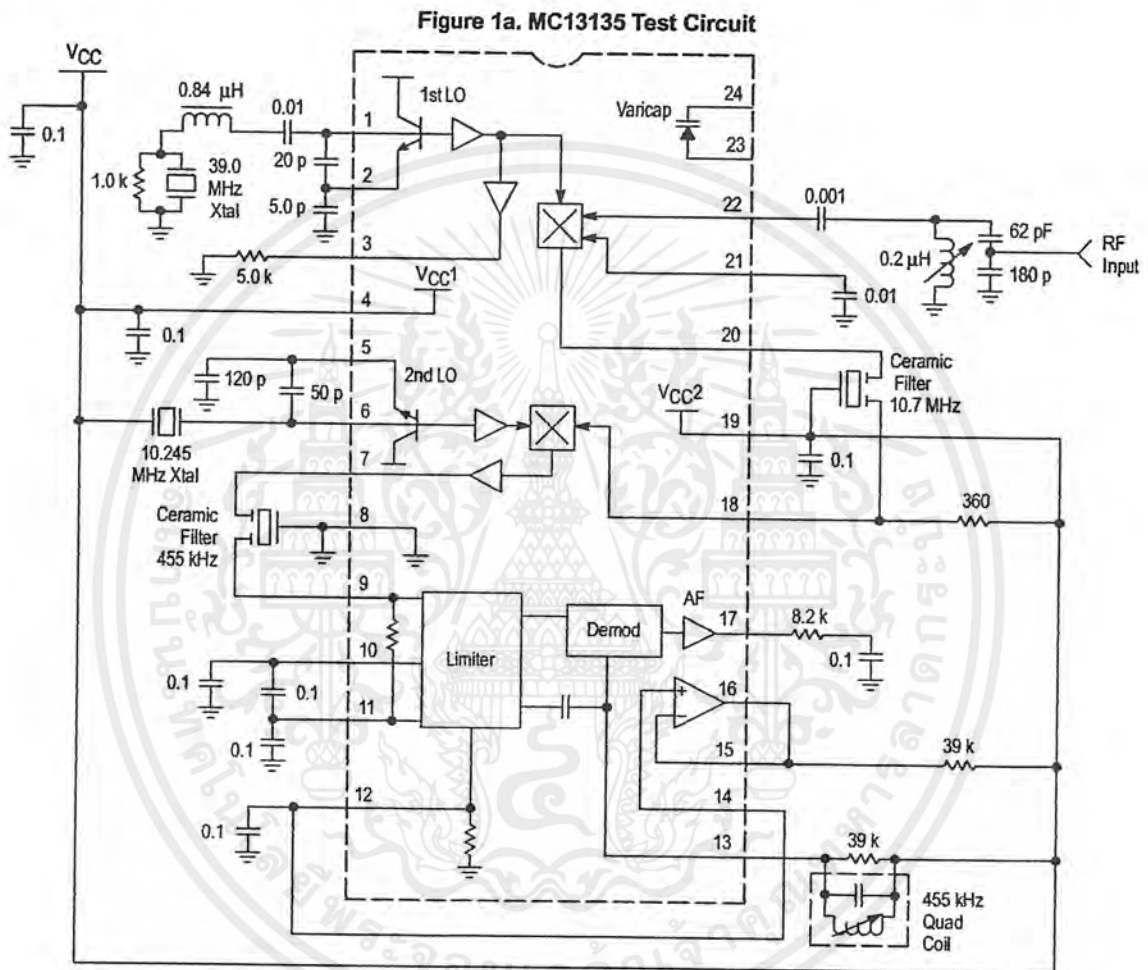 Figure 1a. MC13135 Test Circuit
VCC
0.1
0.84 µH
0.01
1.0 k
39.0
MHz
Xtal
20 p
5.0 p
5.0 k
1
2
3
4
1st LO
VCC1
0.1
Varicap
24
23
22
21
20
0.001
62 pF
180 p
0.2 µH
RF
Input
0.01
5
6
7
8
120 p
50 p
2nd LO
10.245
MHz Xtal
Ceramic
Filter
455 kHz
VCC2
19
18
Ceramic
Filter
10.7 MHz
0.1
360
9
10
11
12
0.1
0.1
0.1
0.1
Limiter
Demod
AF
17
16
15
14
13
8.2 k
0.1
39 k
39 k
455 kHz
Quad
Coil